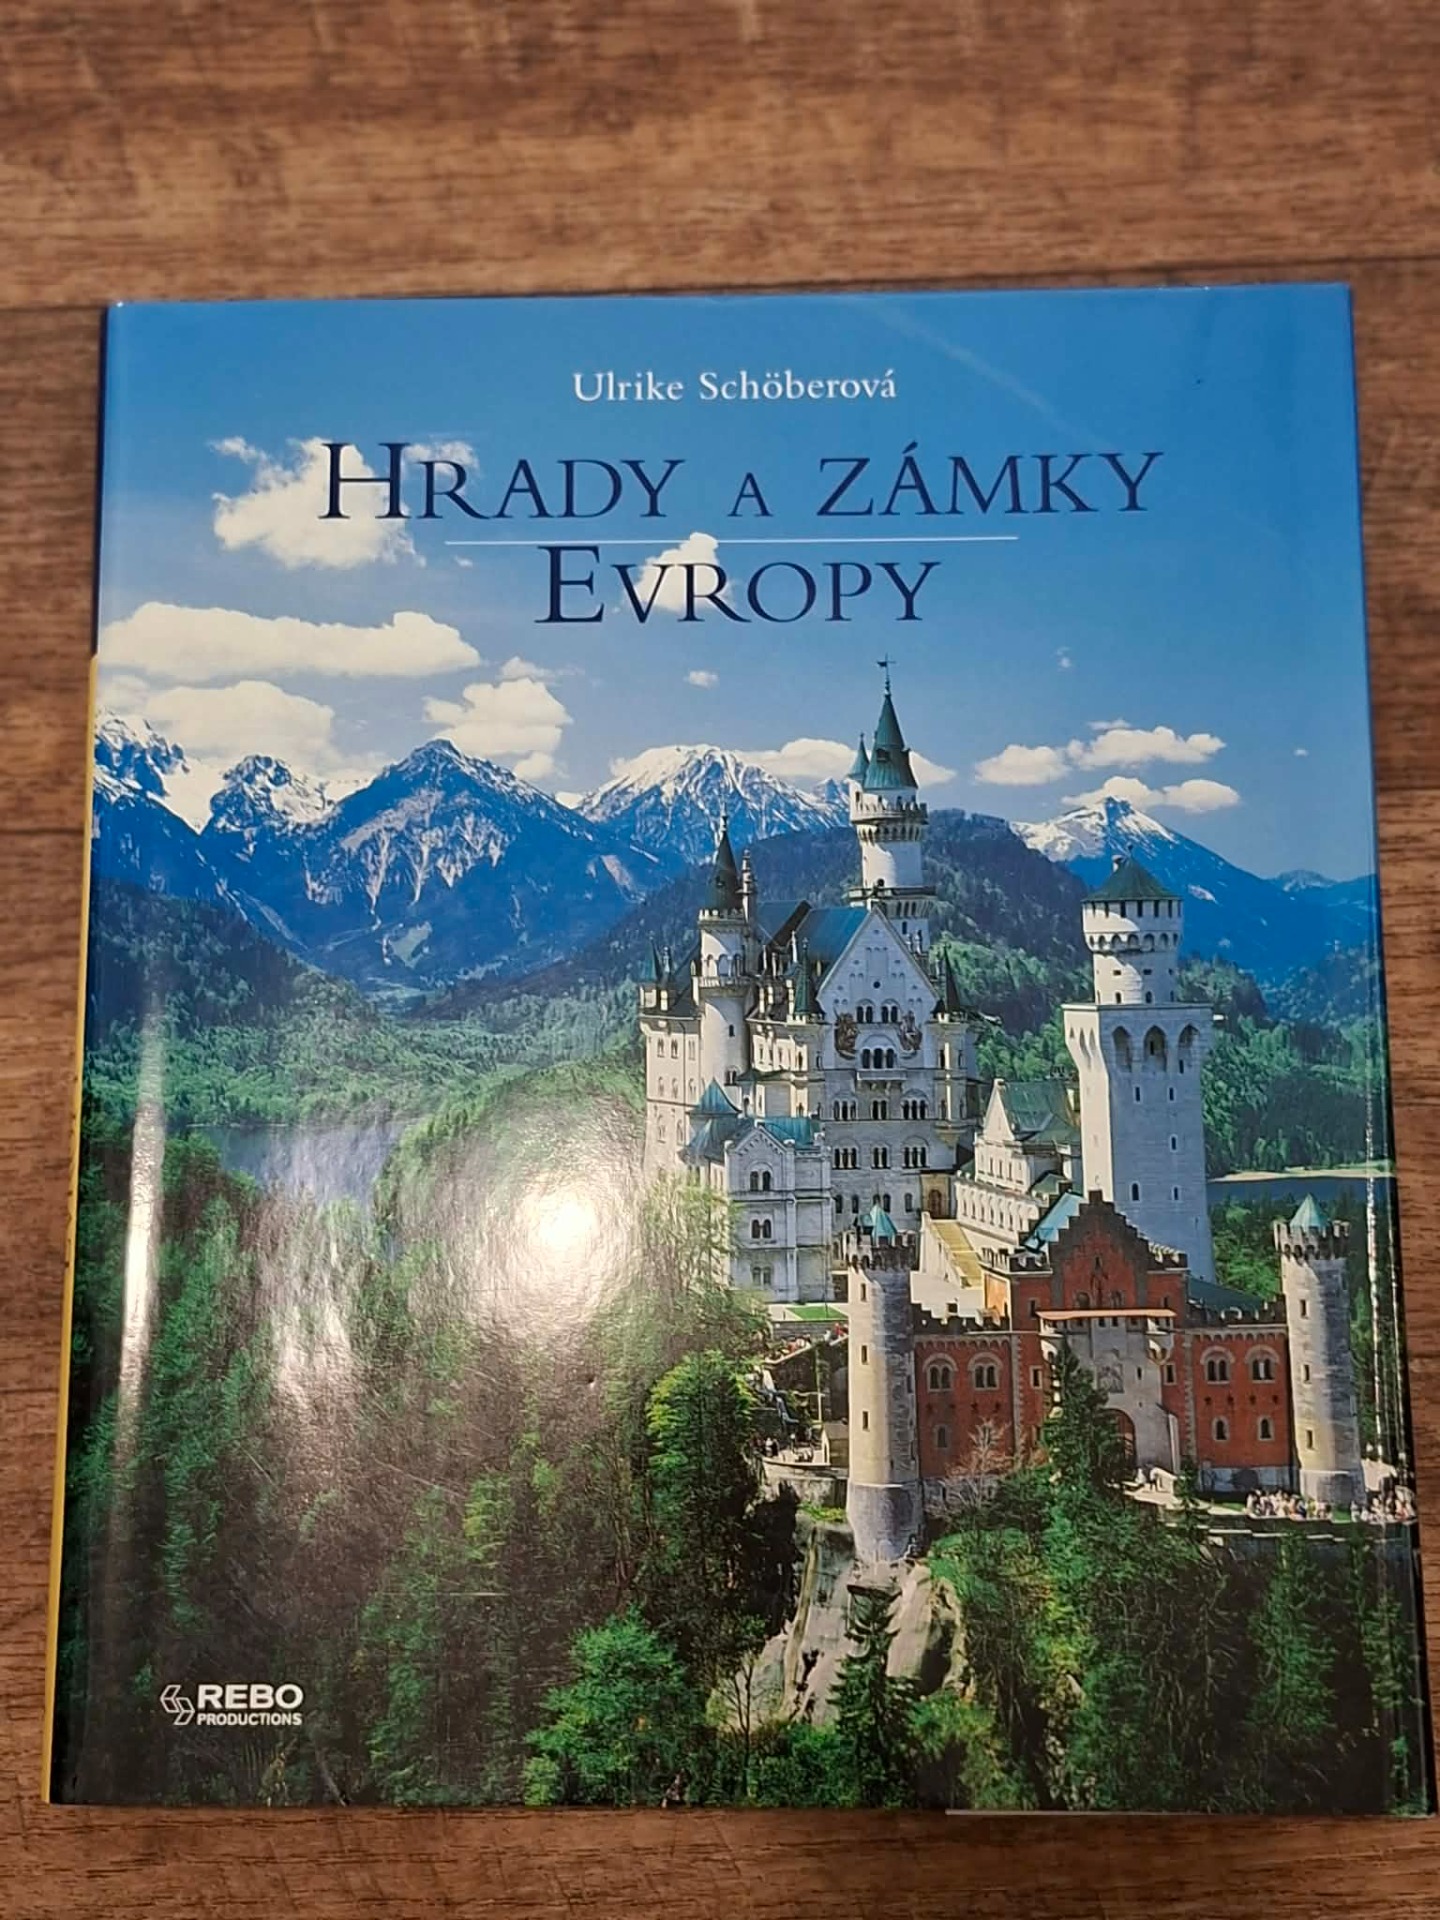 Ulrike Schöberová
HRADY A ZÁMKY
EVROPY
REBO
PRODUCTIONS